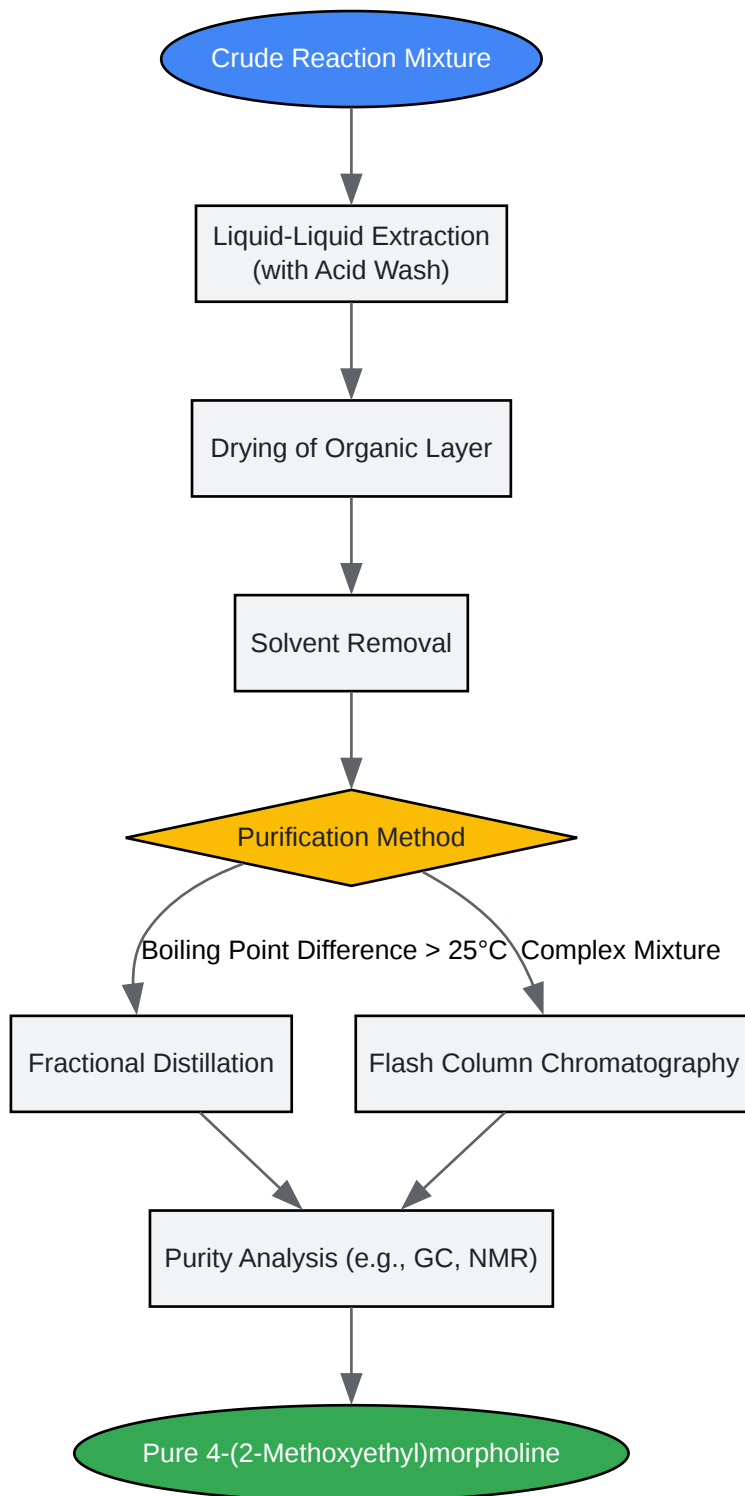 Crude Reaction Mixture
Liquid-Liquid Extraction
(with Acid Wash)
Drying of Organic Layer
Solvent Removal
Purification Method
Boiling Point Difference > 25°C
Complex Mixture
Fractional Distillation
Flash Column Chromatography
Purity Analysis (e.g., GC, NMR)
Pure 4-(2-Methoxyethyl)morpholine